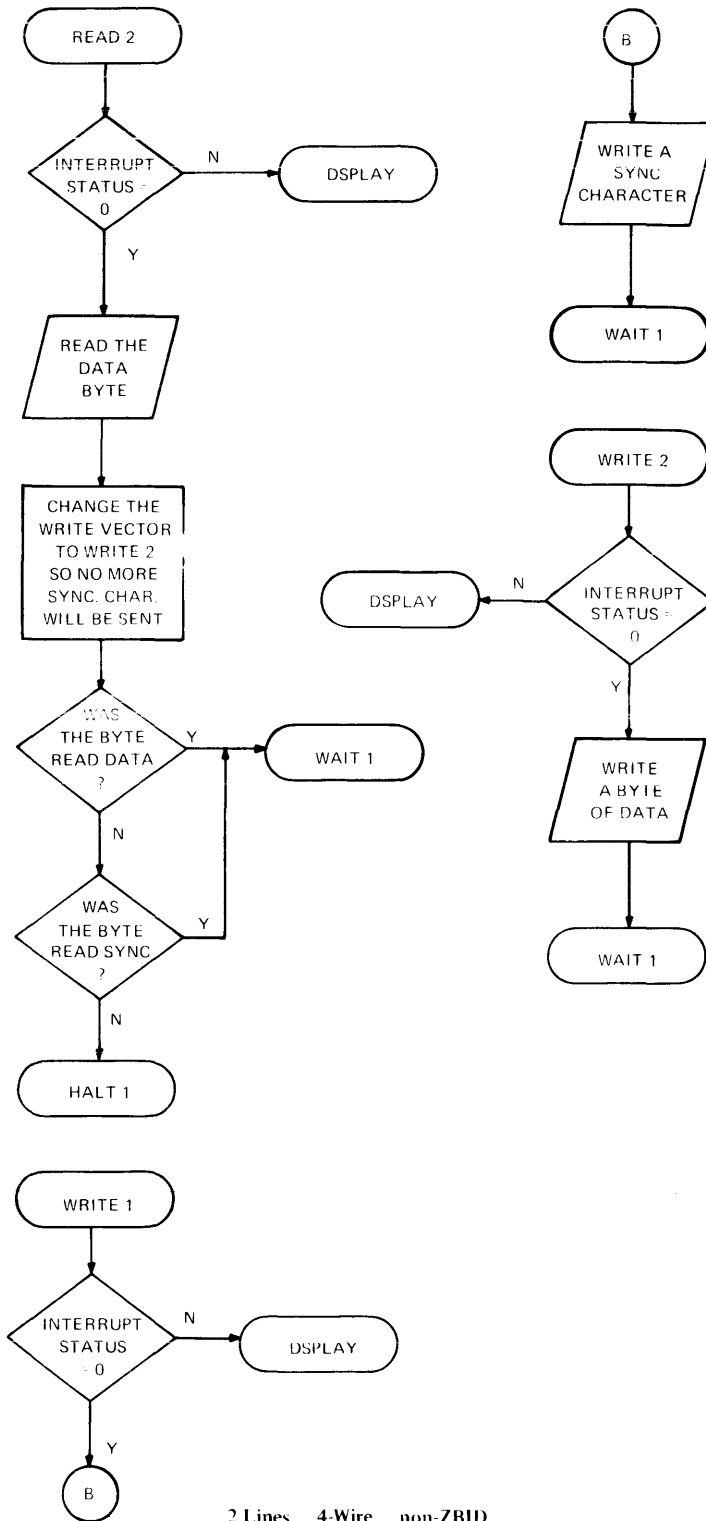 READ 2
INTERRUPT
STATUS =
0
N
DSPLAY
Y
READ THE
DATA
BYTE
CHANGE THE
WRITE VECTOR
TO WRITE 2
SO NO MORE
SYNC. CHAR.
WILL BE SENT
WAS
THE BYTE
READ DATA
?
Y
WAIT 1
N
WAS
THE BYTE
READ SYNC
?
Y
N
HALT 1
WRITE 1
INTERRUPT
STATUS
= 0
N
DSPLAY
Y
B
B
WRITE A
SYNC
CHARACTER
WAIT 1
WRITE 2
INTERRUPT
STATUS =
0
N
DSPLAY
Y
WRITE
A BYTE
OF DATA
WAIT 1
2 Lines 4-Wire non-ZBID